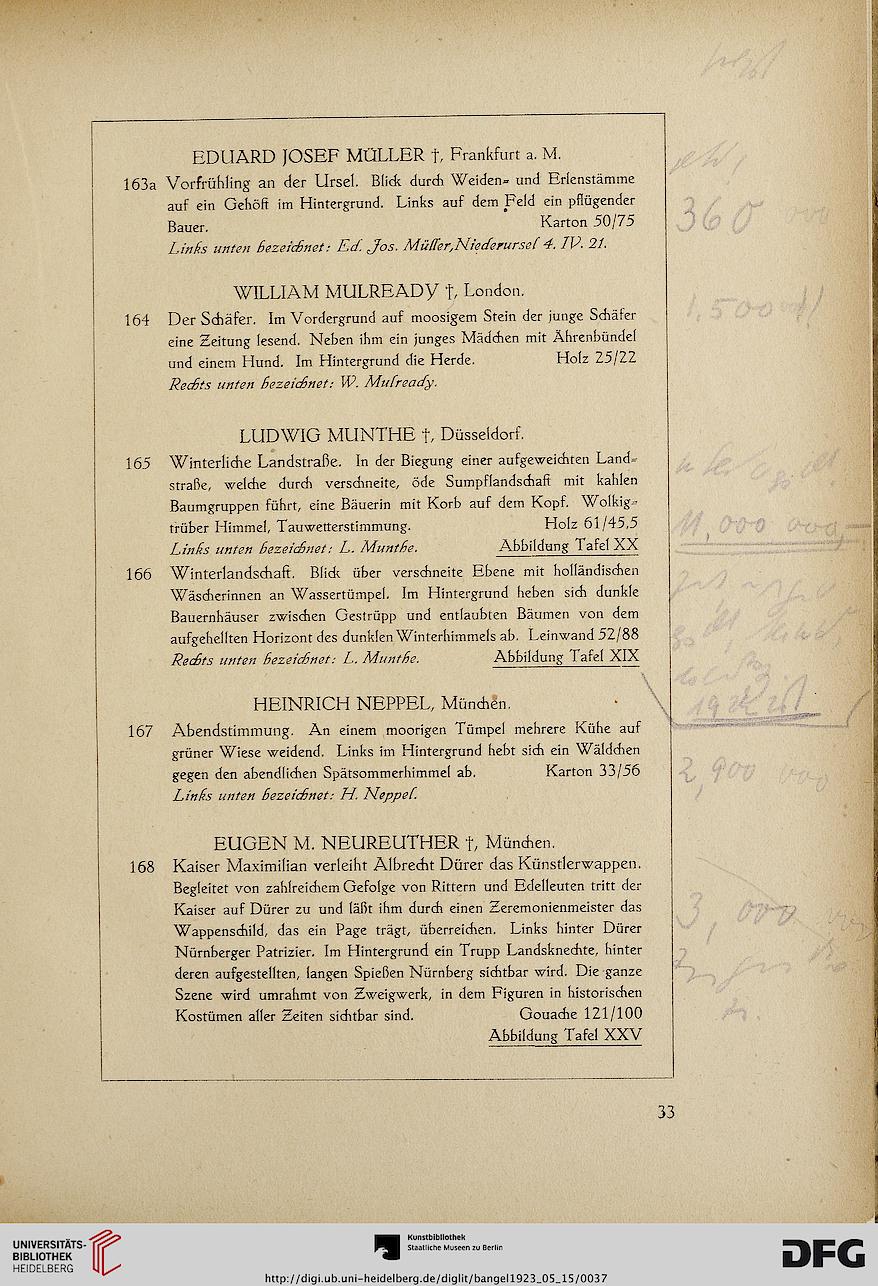 EDUARD JOSEF MÜLLER †, Frankfurt a. M.
163a Vorfrühling an der Ursel. Blick durch Weiden= und Erlenstämme
auf ein Gehöft im Hintergrund. Links auf dem Feld ein pflügender
Bauer. Karton 50/75
Links unten bezeichnet: Ed. Jos. Müller, Niederursel 4. IV. 21.
360
WILLIAM MULREADY †, London.
164 Der Schäfer. Im Vordergrund auf moosigem Stein der junge Schäfer
eine Zeitung lesend. Neben ihm ein junges Mädchen mit Ährenbündel
und einem Hund. Im Hintergrund die Herde. Holz 25/22
Rechts unten bezeichnet: W. Mulready.
1.500
LUDWIG MUNTHE †, Düsseldorf.
165 Winterliche Landstraße. In der Biegung einer aufgeweichten Land=
straße, welche durch verschneite, öde Sumpflandschaft mit kahlen
Baumgruppen führt, eine Bäuerin mit Korb auf dem Kopf. Wolkig=
trüber Himmel, Tauwetterstimmung. Holz 61/45,5
Links unten bezeichnet: L. Munthe. Abbildung Tafel XX
11,000 000
166 Winterlandschaft. Blick über verschneite Ebene mit holländischen
Wäscherinnen an Wassertümpel. Im Hintergrund heben sich dunkle
Bauernhäuser zwischen Gestrüpp und entlaubten Bäumen von dem
aufgehellten Horizont des dunklen Winterhimmels ab. Leinwand 52/88
Rechts unten bezeichnet: L. Munthe. Abbildung Tafel XIX
HEINRICH NEPPEL, München.
167 Abendstimmung. An einem moorigen Tümpel mehrere Kühe auf
grüner Wiese weidend. Links im Hintergrund hebt sich ein Wäldchen
gegen den abendlichen Spätsommerhimmel ab. Karton 33/56
Links unten bezeichnet: H. Neppel.
2,900 000
EUGEN M. NEUREUTHER †, München.
168 Kaiser Maximilian verleiht Albrecht Dürer das Künstlerwappen.
Begleitet von zahlreichem Gefolge von Rittern und Edelleuten tritt der
Kaiser auf Dürer zu und läßt ihm durch einen Zeremonienmeister das
Wappenschild, das ein Page trägt, überreichen. Links hinter Dürer
Nürnberger Patrizier. Im Hintergrund ein Trupp Landsknechte, hinter
deren aufgestellten, langen Spießen Nürnberg sichtbar wird. Die ganze
Szene wird umrahmt von Zweigwerk, in dem Figuren in historischen
Kostümen aller Zeiten sichtbar sind. Gouache 121/100
Abbildung Tafel XXV
3,000
33
UNIVERSITÄTS-
BIBLIOTHEK
HEIDELBERG
Kunstbibliothek
Staatliche Museen zu Berlin
DFG
http://digi.ub.uni-heidelberg.de/diglit/bangel1923_05_15/0037